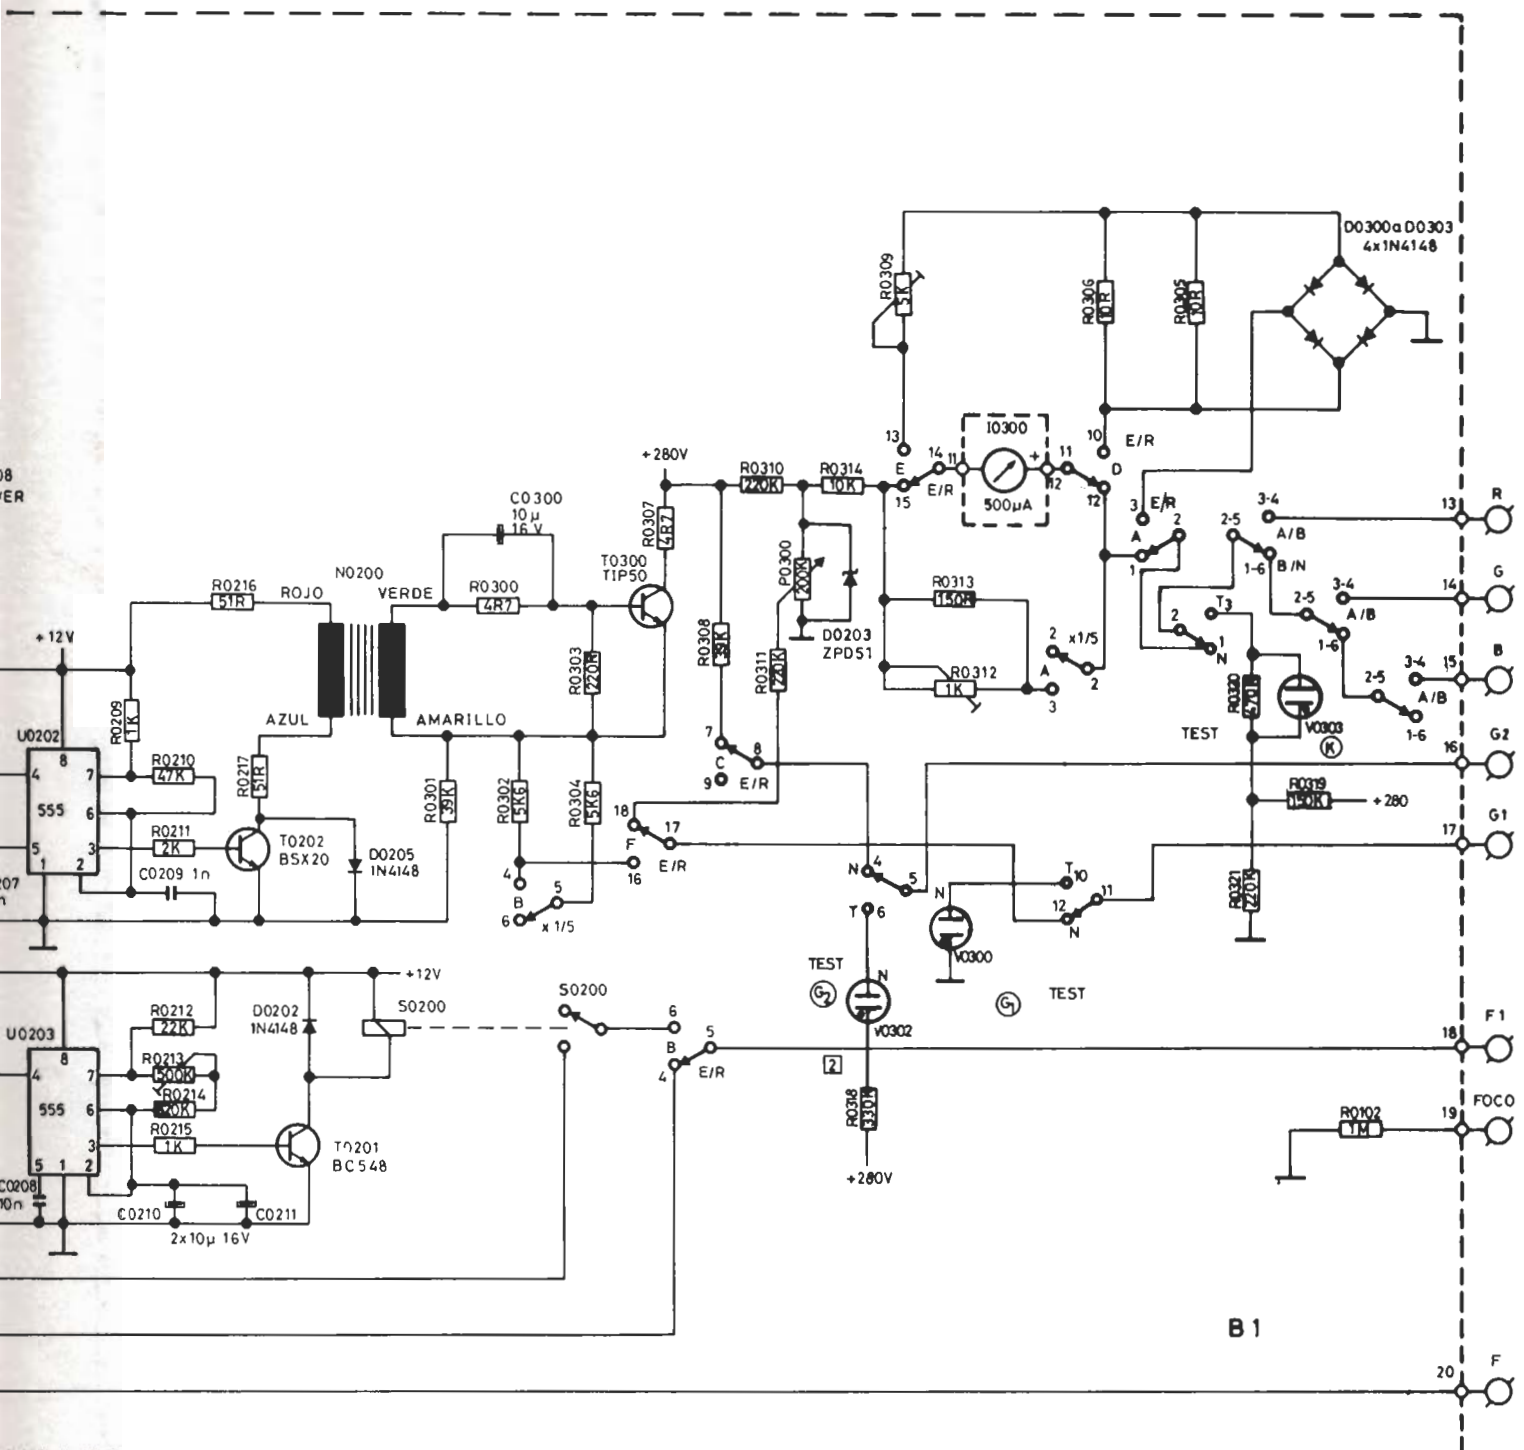 D0300aD0303
4x1N4148
R0309
5K
R0306
10R
R0305
10R
I0300
500µA
+
13
E
14
11
15
E/R
11
12
10
E/R
D
12
3
E/R
A
2
1
3-4
2-5
A/B
1-6
B/N
3-4
2-5
A/B
1-6
3-4
2-5
A/B
1-6
13
R
14
G
15
B
16
G2
17
G1
18
F1
19
FOCO
20
F
08
+280V
R0310
220K
R0314
10K
C0300
10µ
16V
R0307
4R7
T0300
TIP50
R0300
4R7
P0300
200K
D0203
ZPD51
R0313
150R
R0312
1K
2
x1/5
A
2
3
T3
2
1
N
R0320
470K
V0303
K
TEST
R0319
150K
+280
R0321
220K
R0216
51R
ROJO
N0200
VERDE
AZUL
AMARILLO
R0303
220R
R0308
39K
R0311
220K
+12V
R0209
1K
U0202
8
4
7
555
6
5
3
1
2
R0210
47K
R0211
2K
R0217
51R
T0202
BSX20
D0205
1N4148
C0209 1n
R0301
39K
R0302
5K6
R0304
5K6
7
C
8
9
E/R
18
F
17
16
E/R
4
B
5
6
x1/5
N
4
5
T
6
N
V0300
T10
11
12
N
TEST
G2
N
V0302
G1
TEST
2
R0318
330K
+280V
+12V
S0200
S0200
6
B
5
4
E/R
U0203
8
4
7
555
6
3
5
1
2
R0212
22K
R0213
500K
R0214
R0215
1K
D0202
1N4148
T0201
BC548
C0208
10n
C0210
C0211
2x10µ 16V
R0102
1M
B1